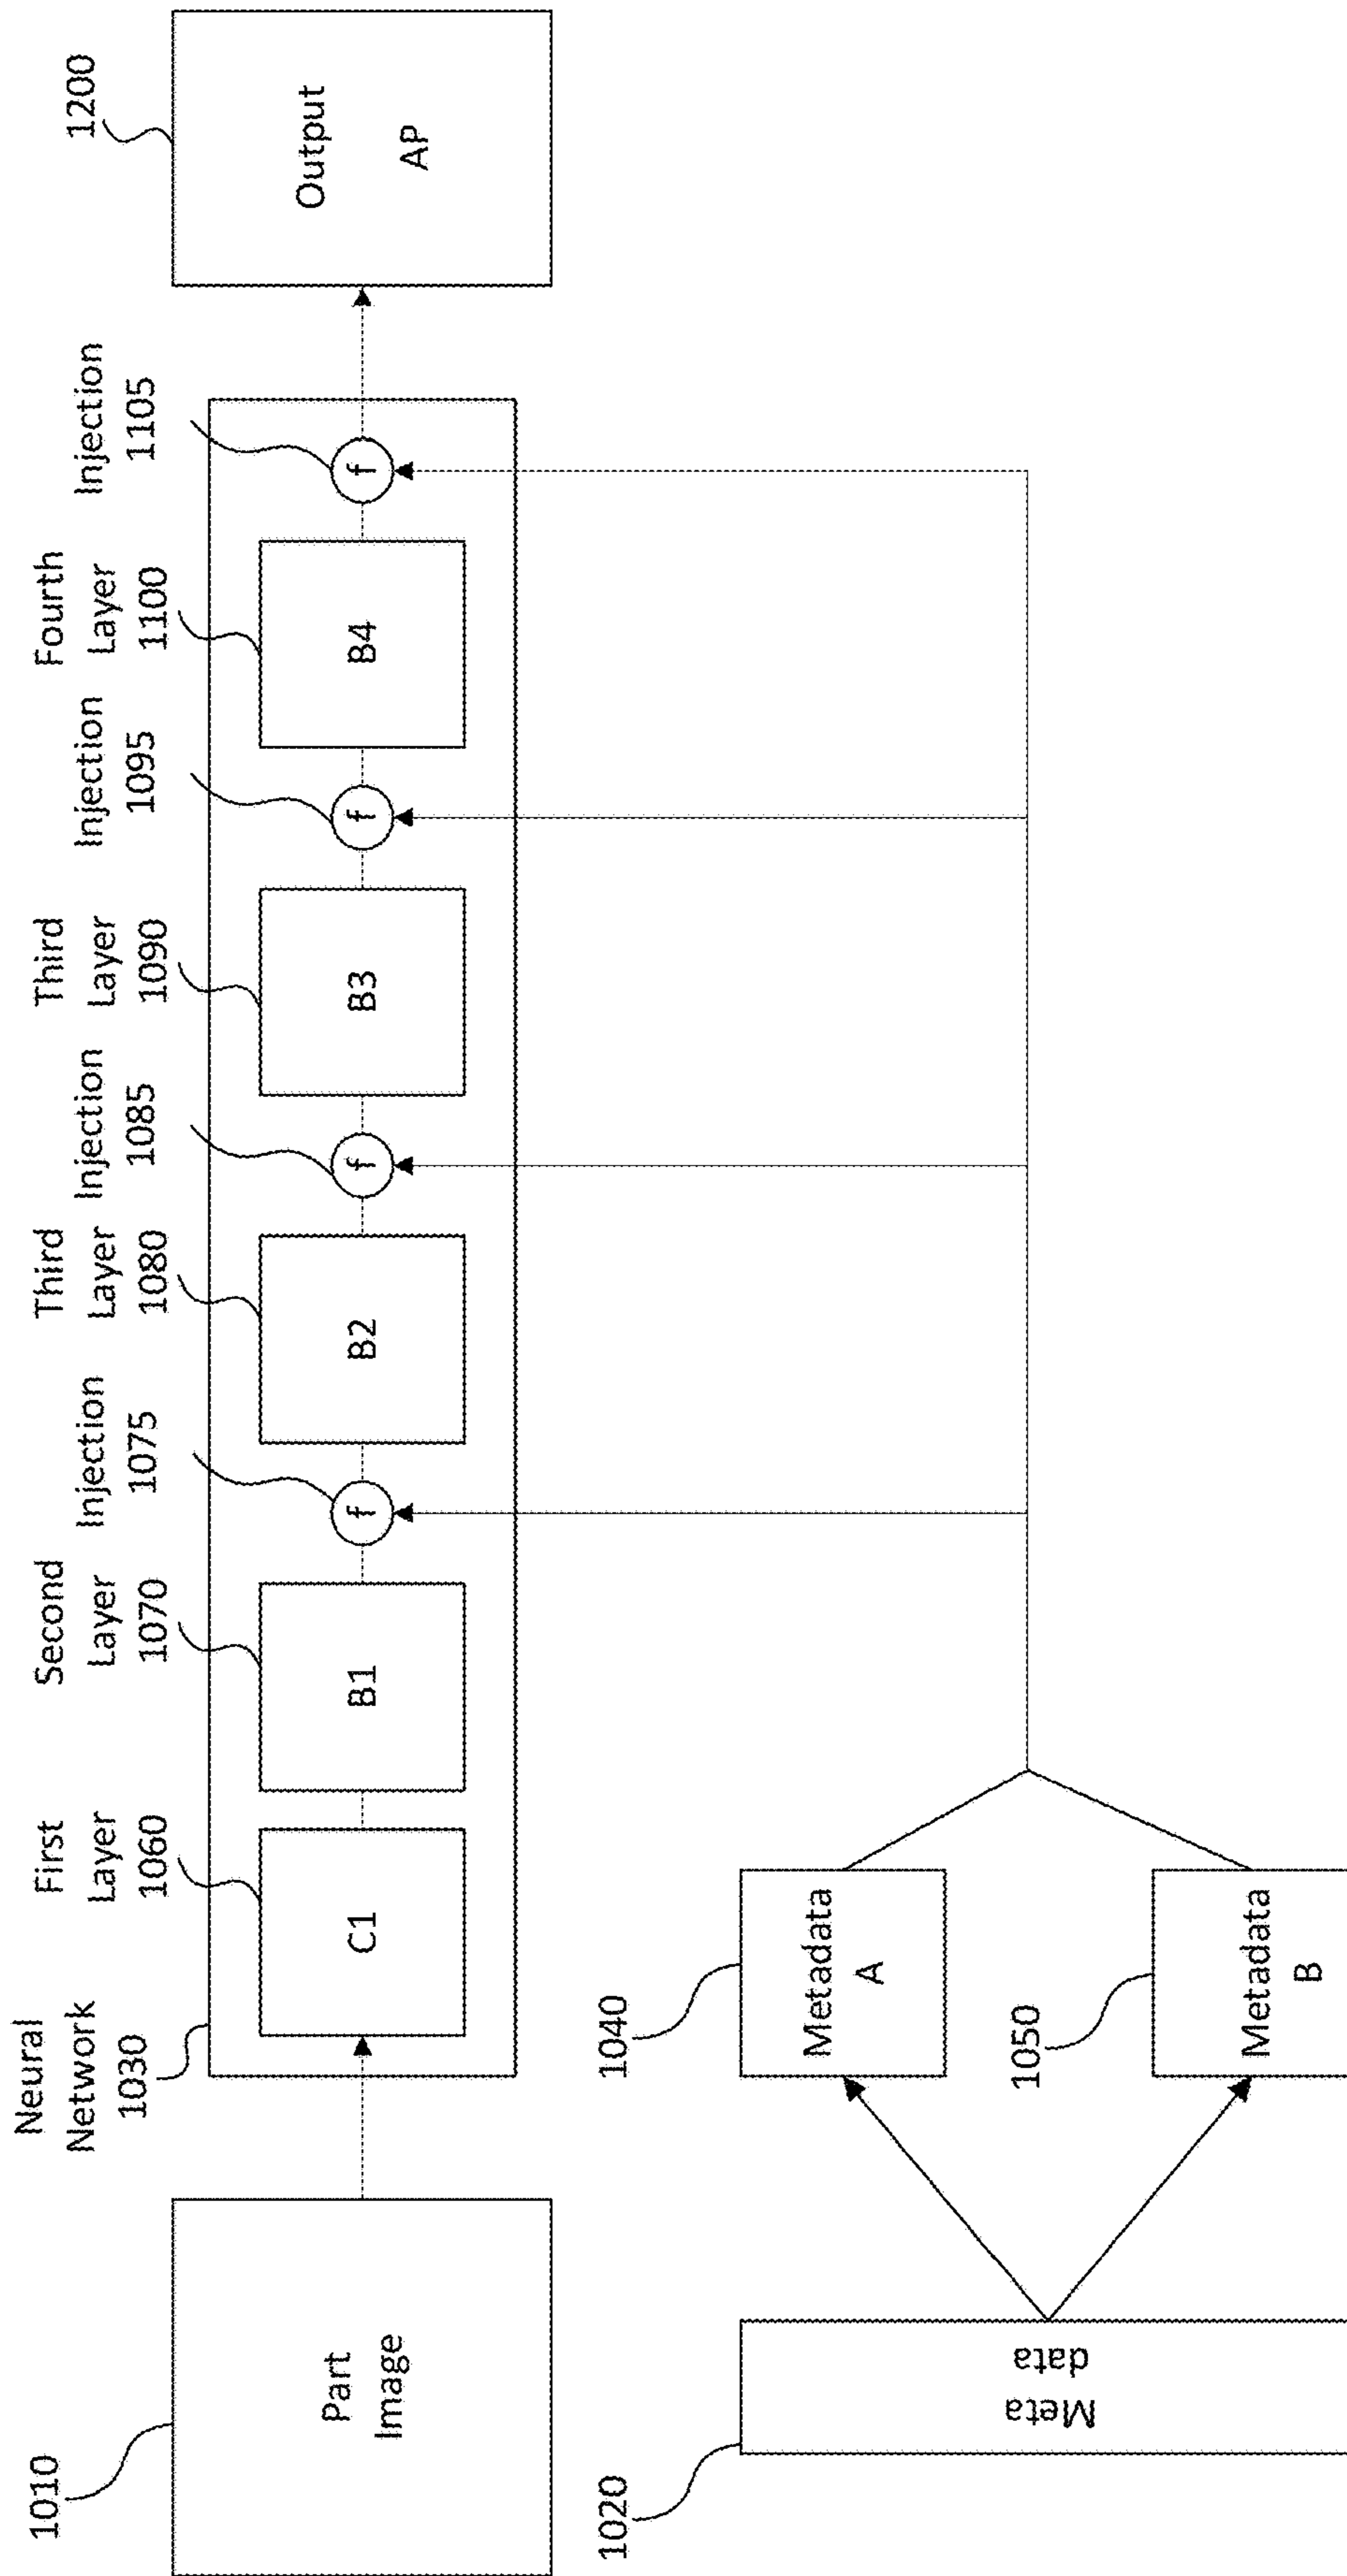 1010
Part
Image
Neural
Network
1030
First
Layer
1060
C1
Second
Layer
1070
B1
Injection
1075
f
Third
Layer
1080
B2
Injection
1085
f
Third
Layer
1090
B3
Injection
1095
f
Fourth
Layer
1100
B4
Injection
1105
f
1200
Output
AP
1020
Meta
data
1040
Metadata
A
1050
Metadata
B